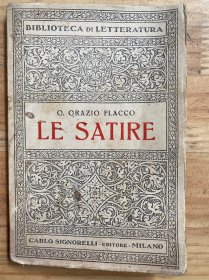 BIBLIOTECA DI LETTERATURA
Q. ORAZIO FLACCO
LE SATIRE
CARLO SIGNORELLI - EDITORE - MILANO